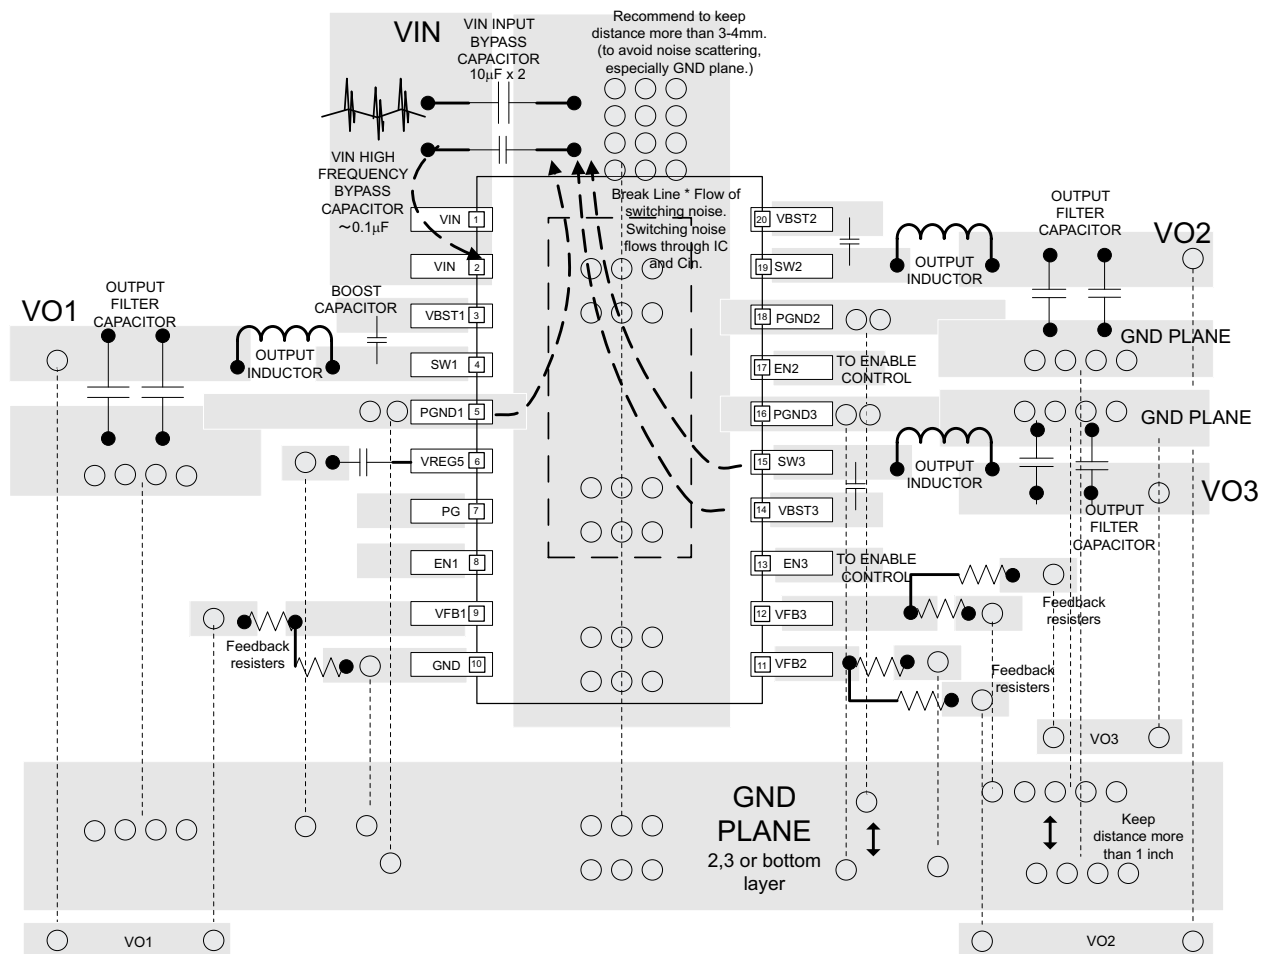 VIN
VIN INPUT
BYPASS
CAPACITOR
10µF x 2
Recommend to keep
distance more than 3-4mm.
(to avoid noise scattering,
especially GND plane.)
VIN HIGH
FREQUENCY
BYPASS
CAPACITOR
～0.1µF
Break Line * Flow of
switching noise.
Switching noise
flows through IC
and Cin.
VIN 1
VIN 2
VBST1 3
SW1 4
PGND1 5
VREG5 6
PG 7
EN1 8
VFB1 9
GND 10
20 VBST2
19 SW2
18 PGND2
17 EN2
16 PGND3
15 SW3
14 VBST3
13 EN3
12 VFB3
11 VFB2
BOOST
CAPACITOR
VO1
OUTPUT
FILTER
CAPACITOR
OUTPUT
INDUCTOR
OUTPUT
INDUCTOR
OUTPUT
FILTER
CAPACITOR
VO2
GND PLANE
TO ENABLE
CONTROL
GND PLANE
OUTPUT
INDUCTOR
VO3
OUTPUT
FILTER
CAPACITOR
TO ENABLE
CONTROL
Feedback
resisters
Feedback
resisters
Feedback
resisters
VO3
GND
PLANE
2,3 or bottom
layer
Keep
distance more
than 1 inch
VO1
VO2